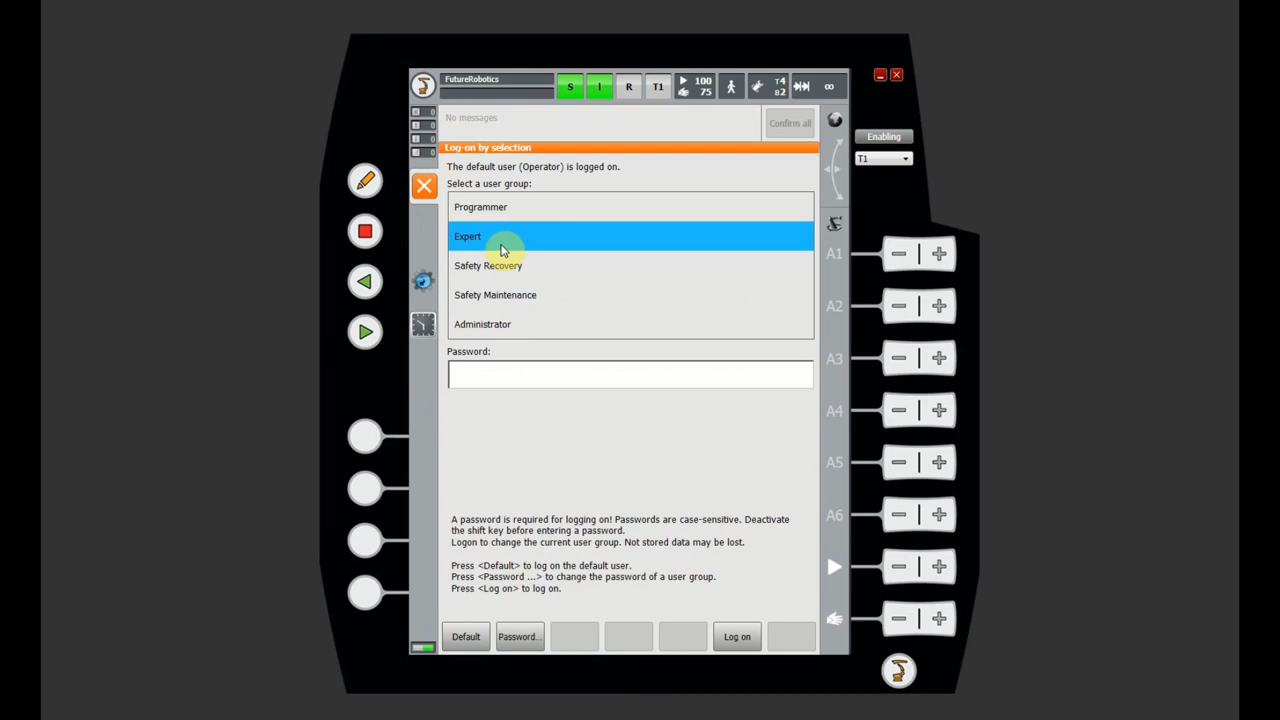 FutureRobotics
S
I
R
T1
100
75
T4
B2
∞
0
0
0
0
No messages
Confirm all
Enabling
T1
Log-on by selection
The default user (Operator) is logged on.
Select a user group:
Programmer
Expert
Safety Recovery
Safety Maintenance
Administrator
Password:
A password is required for logging on! Passwords are case-sensitive. Deactivate
the shift key before entering a password.
Logon to change the current user group. Not stored data may be lost.
Press <Default> to log on the default user.
Press <Password ...> to change the password of a user group.
Press <Log on> to log on.
Default
Password...
Log on
A1
A2
A3
A4
A5
A6